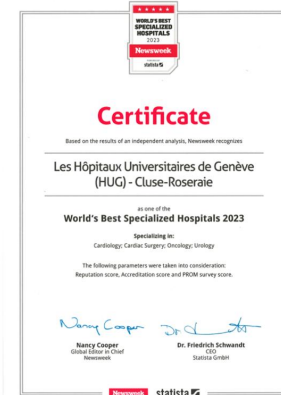 WORLD'S BEST
SPECIALIZED
HOSPITALS
2023
Newsweek
statista
Certificate
Based on the results of an independent analysis, Newsweek recognizes
Les Hôpitaux Universitaires de Genève
(HUG) - Cluse-Roseraie
as one of the
World's Best Specialized Hospitals 2023
Specializing in:
Cardiology; Cardiac Surgery; Oncology; Urology
The following parameters were taken into consideration:
Reputation score, Accreditation score and PROM survey score.
Nancy Cooper
Nancy Cooper
Global Editor in Chief
Newsweek
Dr. Friedrich Schwandt
CEO
Statista GmbH
Newsweek
statista